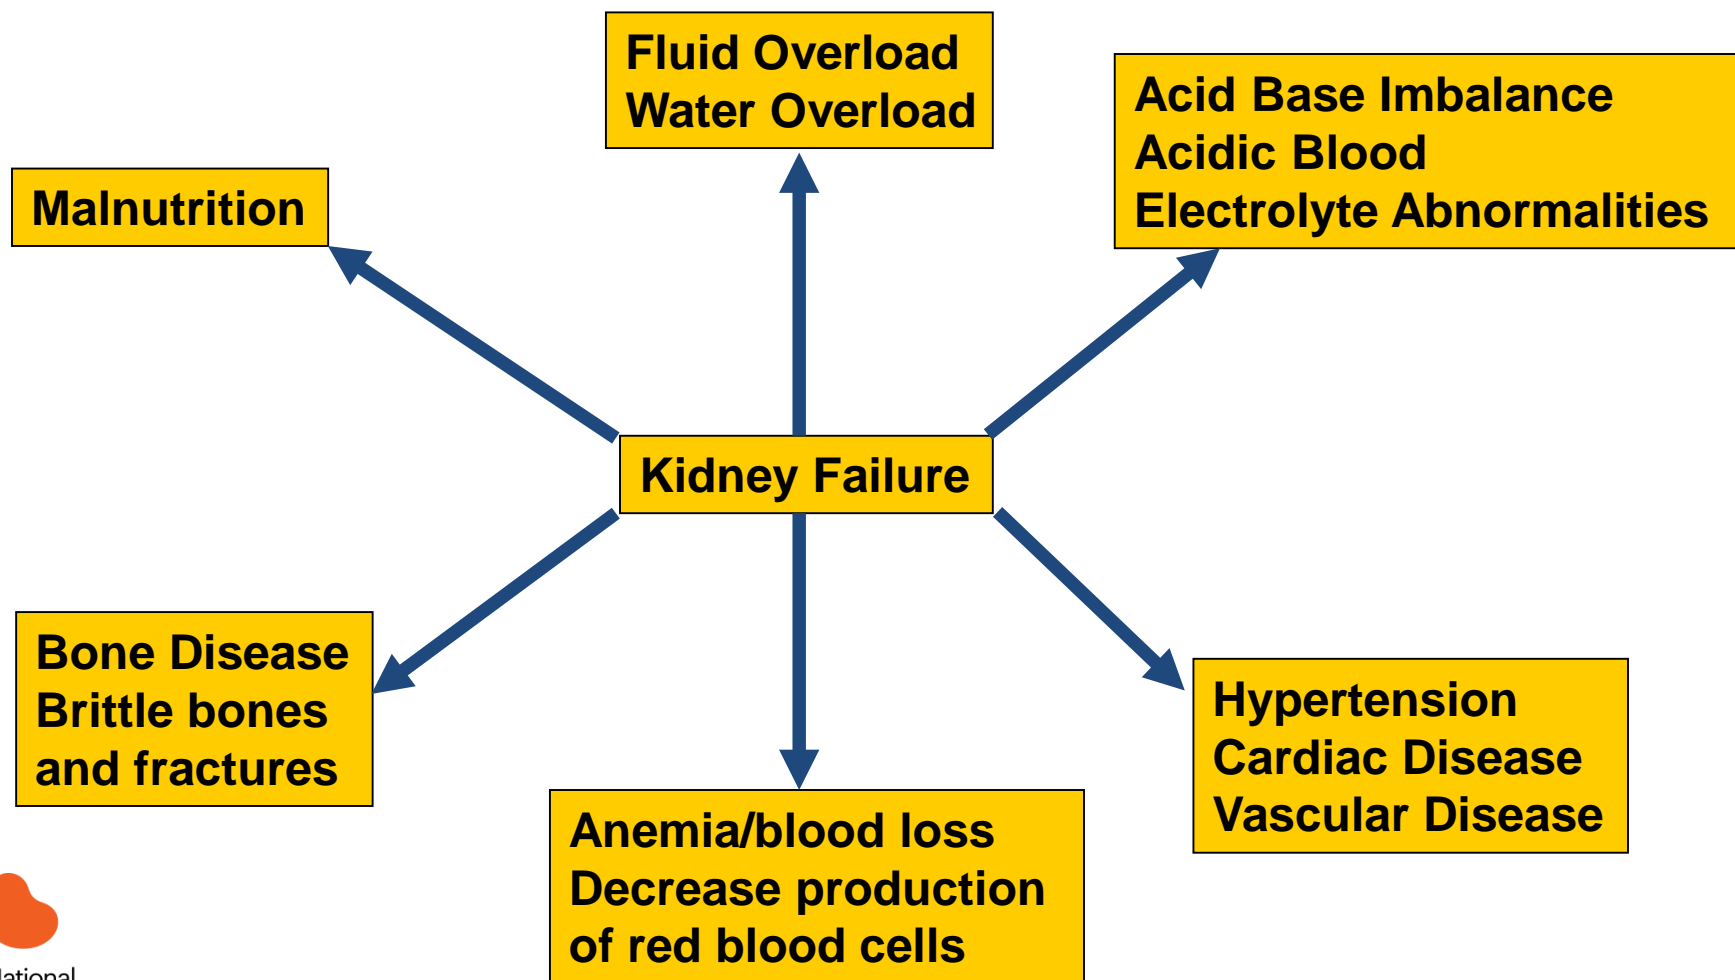 Fluid Overload
Water Overload
Acid Base Imbalance
Acidic Blood
Electrolyte Abnormalities
Malnutrition
Kidney Failure
Bone Disease
Brittle bones
and fractures
Hypertension
Cardiac Disease
Vascular Disease
Anemia/blood loss
Decrease production
of red blood cells